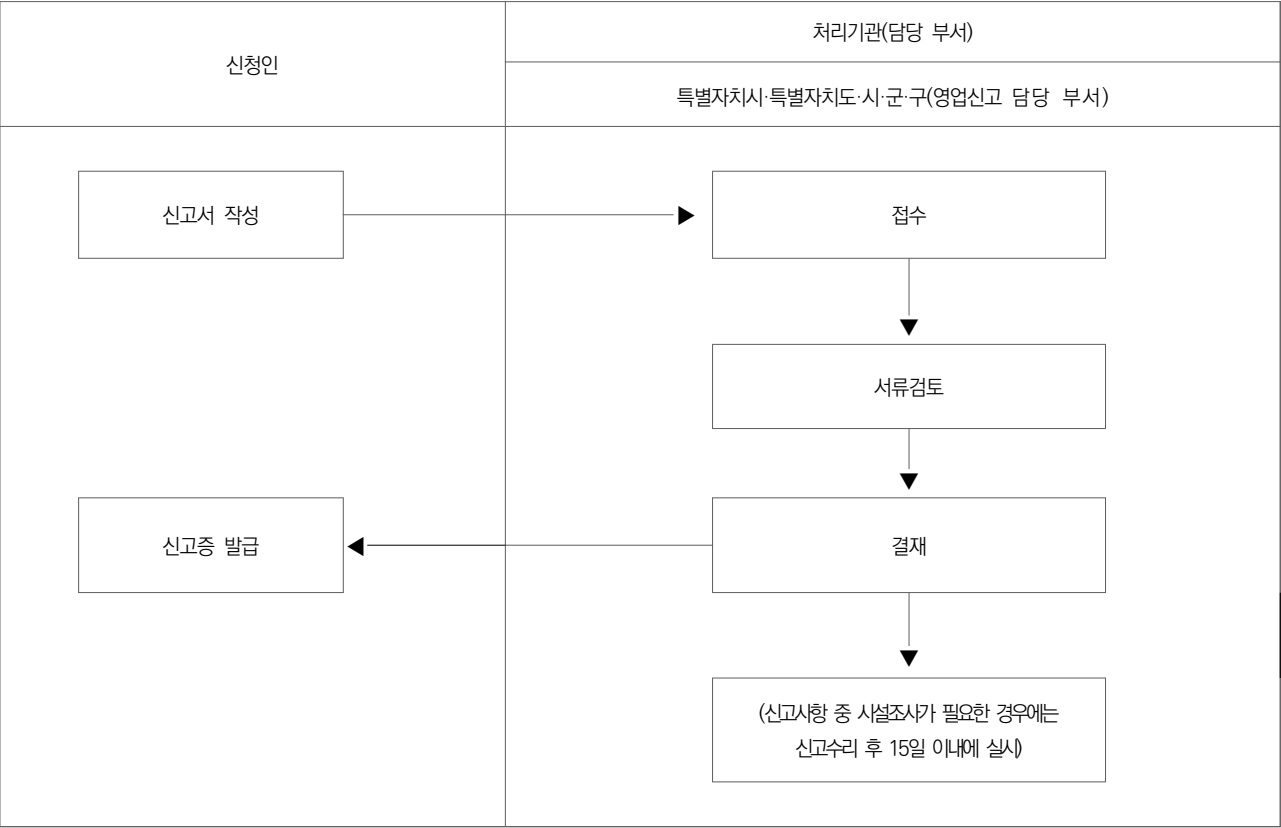 신청인
처리기관(담당 부서)
특별자치시·특별자치도·시·군·구(영업신고 담당 부서)
신고서 작성
접수
서류검토
신고증 발급
결재
(신고사항 중 시설조사가 필요한 경우에는
신고수리 후 15일 이내에 실시)